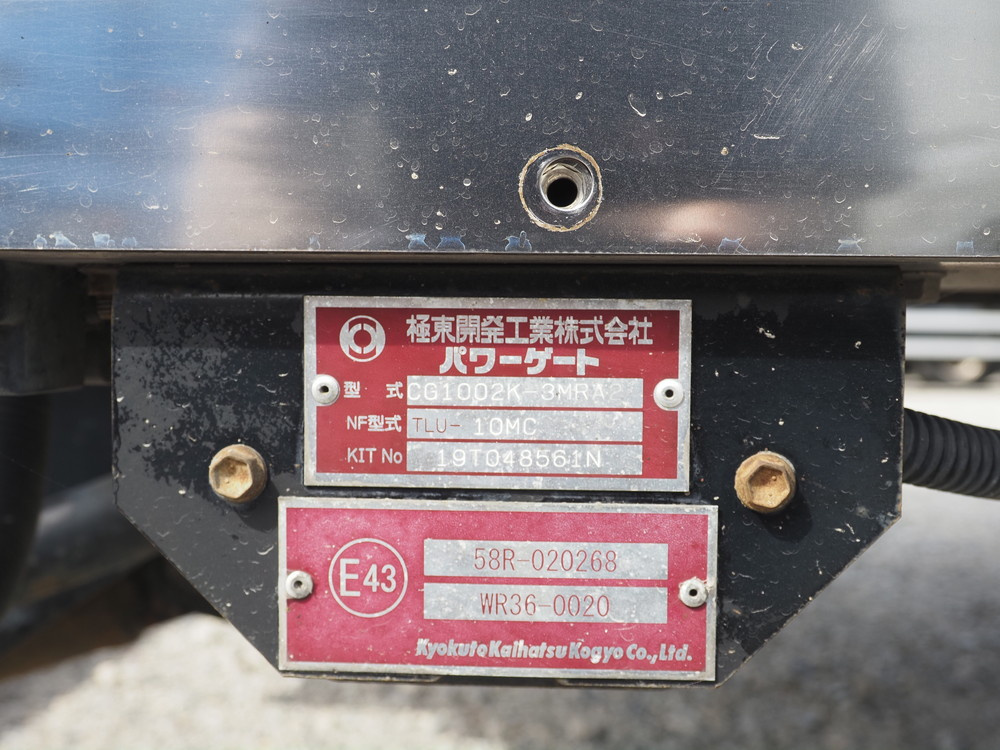 極東開発工業株式会社
パワーゲート
型 式 CG1002K-3MRA2
NF型式 TLU- 10MC
KIT No 19T048561N
E43
58R-020268
WR36-0020
Kyokuto Kaihatsu Kogyo Co., Ltd.